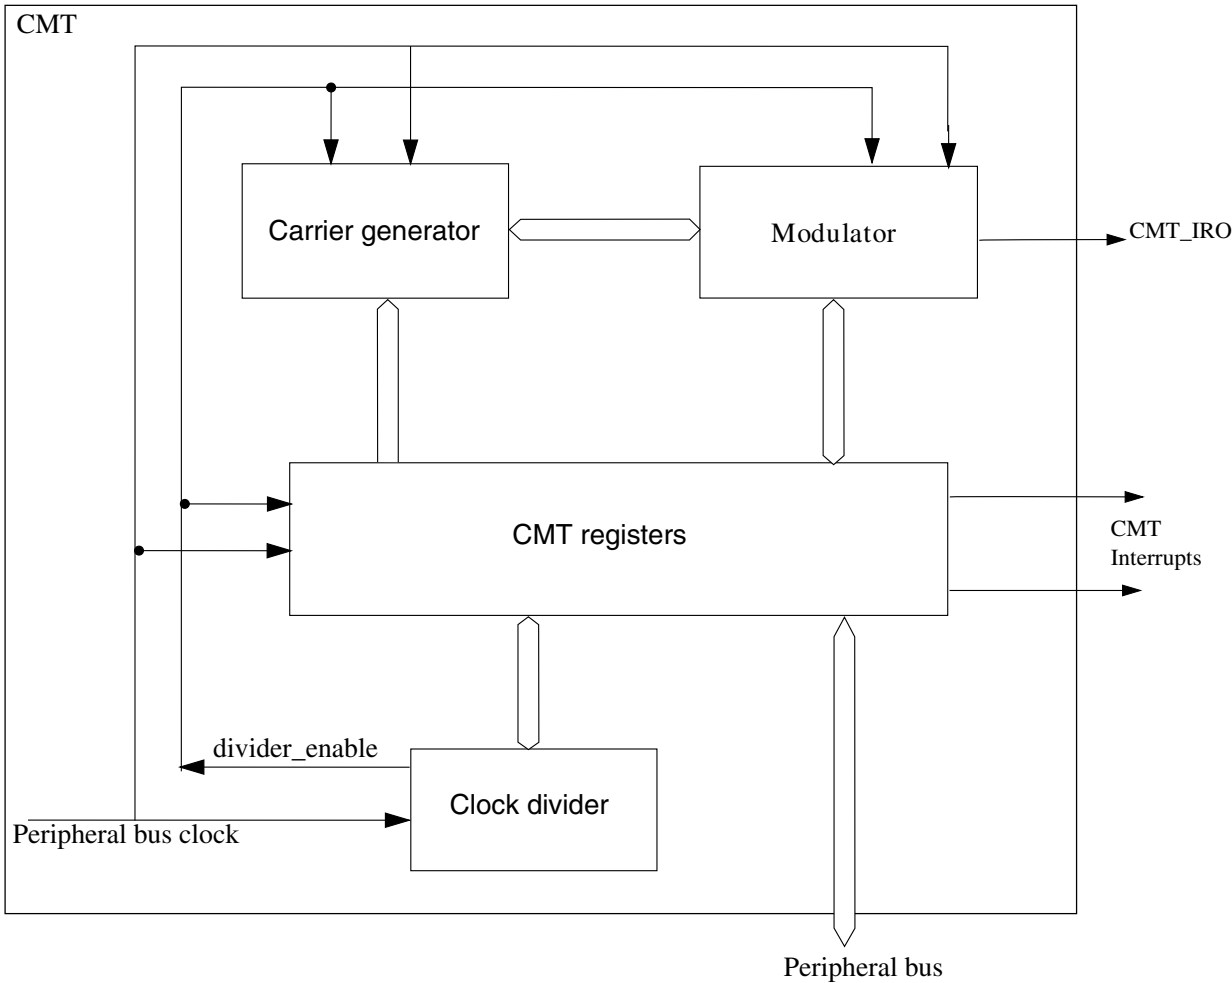 CMT
Carrier generator
Modulator
CMT_IRO
CMT registers
CMT
Interrupts
divider_enable
Clock divider
Peripheral bus clock
Peripheral bus